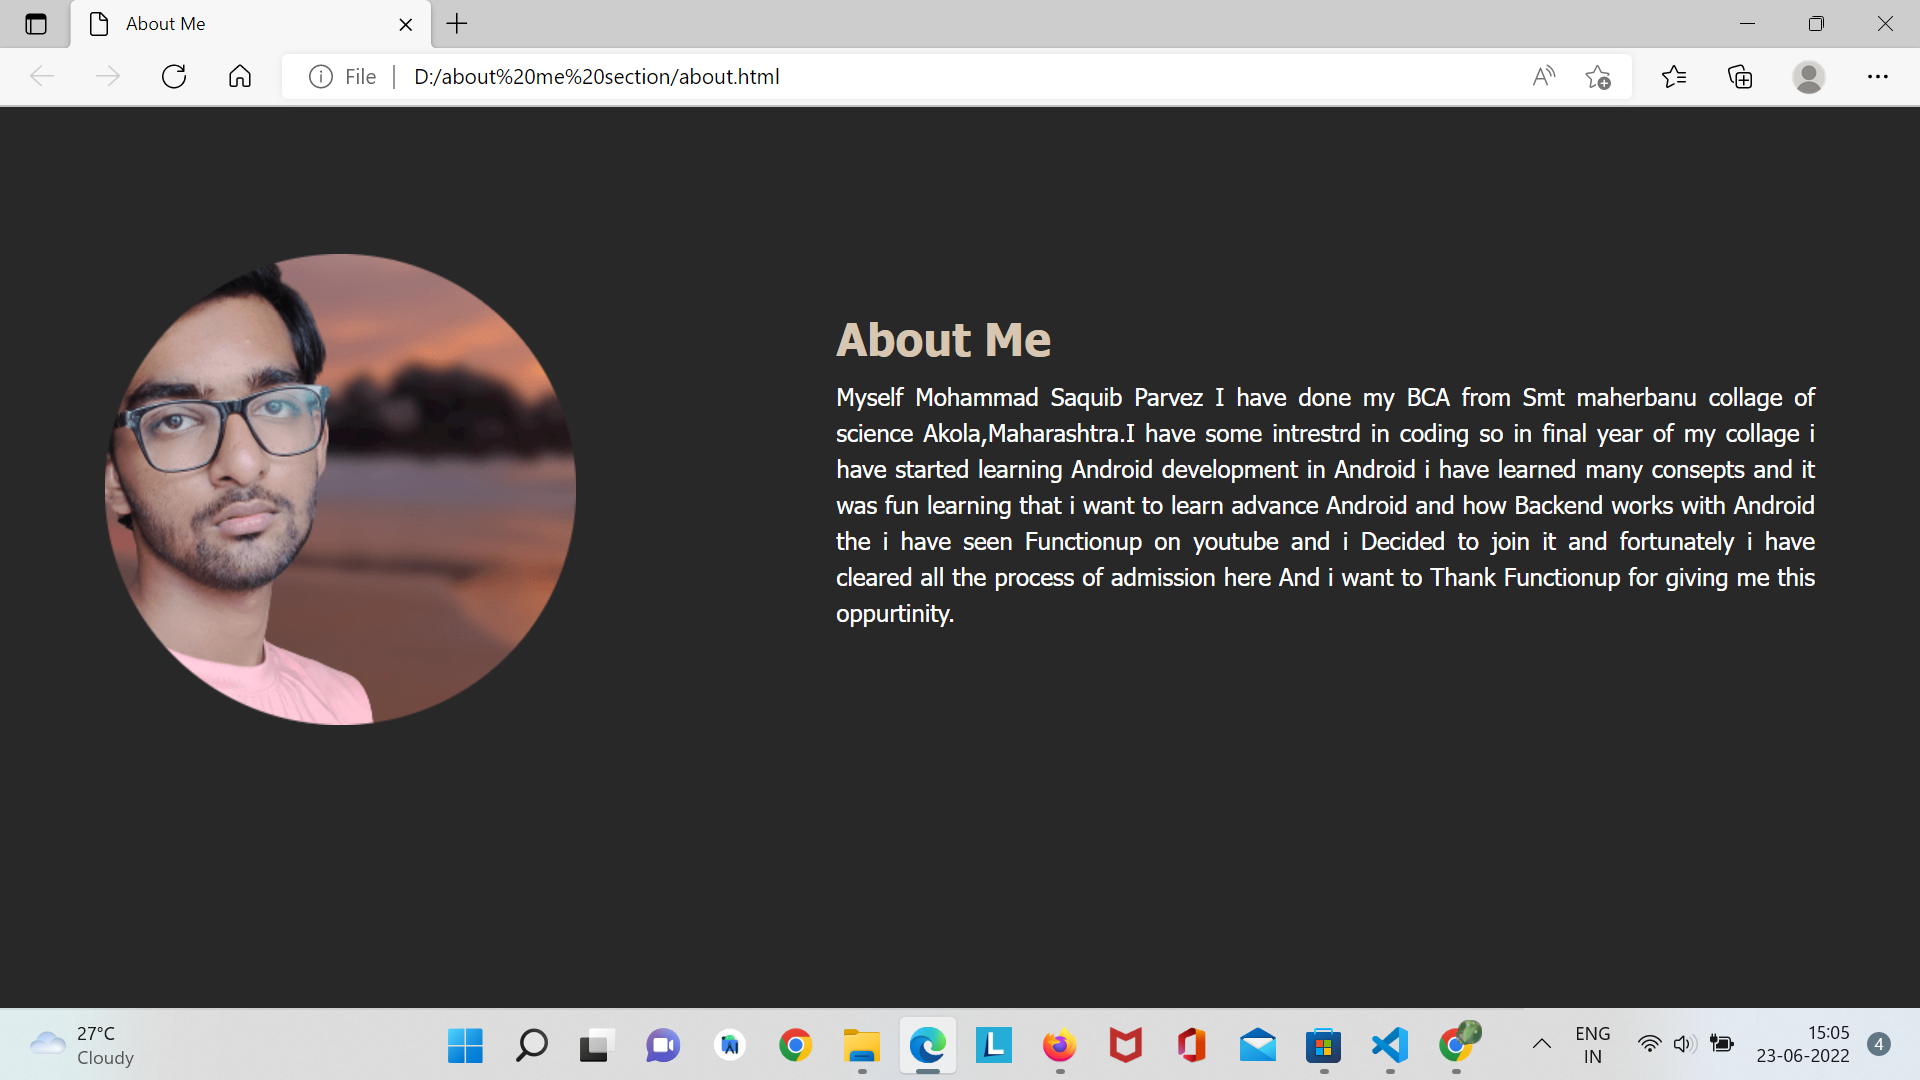 About Me
File
D:/about%20me%20section/about.html
About Me
Myself Mohammad Saquib Parvez I have done my BCA from Smt maherbanu collage of
science Akola,Maharashtra.I have some intrestrd in coding so in final year of my collage i
have started learning Android development in Android i have learned many consepts and it
was fun learning that i want to learn advance Android and how Backend works with Android
the i have seen Functionup on youtube and i Decided to join it and fortunately i have
cleared all the process of admission here And i want to Thank Functionup for giving me this
oppurtinity.
27°C
Cloudy
ENG
IN
15:05
23-06-2022
4